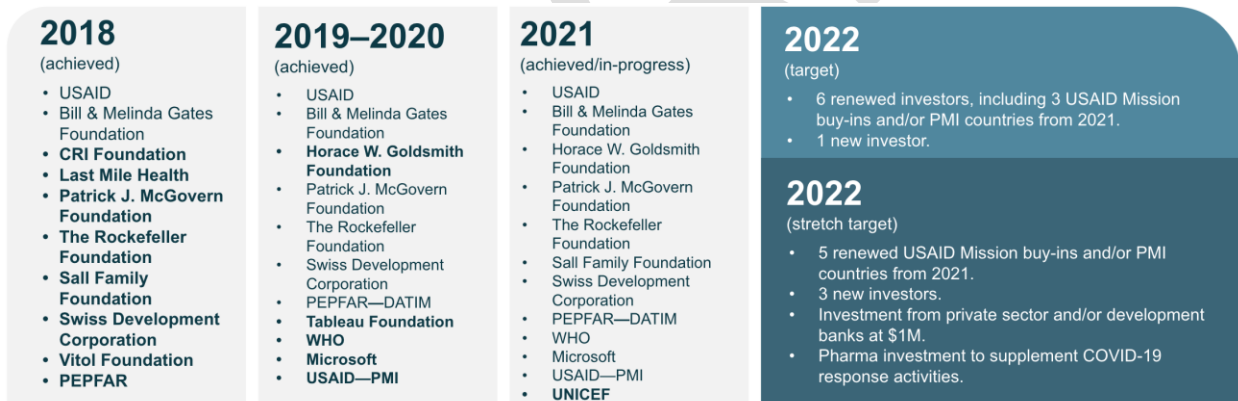 2018
(achieved)
• USAID
• Bill & Melinda Gates
Foundation
• CRI Foundation
• Last Mile Health
• Patrick J. McGovern
Foundation
• The Rockefeller
Foundation
• Sall Family
Foundation
• Swiss Development
Corporation
• Vitol Foundation
• PEPFAR
2019–2020
(achieved)
• USAID
• Bill & Melinda Gates
Foundation
• Horace W. Goldsmith
Foundation
• Patrick J. McGovern
Foundation
• The Rockefeller
Foundation
• Swiss Development
Corporation
• PEPFAR—DATIM
• Tableau Foundation
• WHO
• Microsoft
• USAID—PMI
2021
(achieved/in-progress)
• USAID
• Bill & Melinda Gates
Foundation
• Horace W. Goldsmith
Foundation
• Patrick J. McGovern
Foundation
• The Rockefeller
Foundation
• Sall Family Foundation
• Swiss Development
Corporation
• PEPFAR—DATIM
• WHO
• Microsoft
• USAID—PMI
• UNICEF
2022
(target)
• 6 renewed investors, including 3 USAID Mission
buy-ins and/or PMI countries from 2021.
• 1 new investor.
2022
(stretch target)
• 5 renewed USAID Mission buy-ins and/or PMI
countries from 2021.
• 3 new investors.
• Investment from private sector and/or development
banks at $1M.
• Pharma investment to supplement COVID-19
response activities.